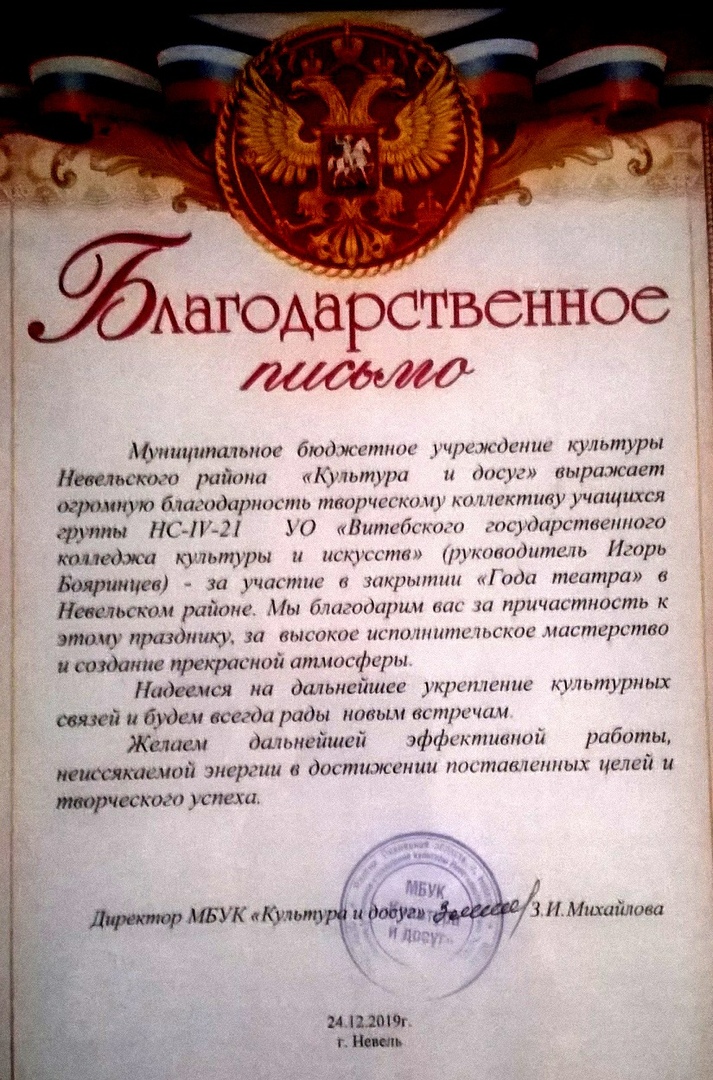 Благодарственное
письмо
Муниципальное бюджетное учреждение культуры
Невельского района «Культура и досуг» выражает
огромную благодарность творческому коллективу учащихся
группы НС-IV-21 УО «Витебского государственного
колледжа культуры и искусств» (руководитель Игорь
Бояринцев) - за участие в закрытии «Года театра» в
Невельском районе. Мы благодарим вас за причастность к
этому празднику, за высокое исполнительское мастерство
и создание прекрасной атмосферы.
Надеемся на дальнейшее укрепление культурных
связей и будем всегда рады новым встречам.
Желаем дальнейшей эффективной работы,
неиссякаемой энергии в достижении поставленных целей и
творческого успеха.
МБУК
Директор МБУК «Культура и досуг» З.И.Михайлова
и досуг»
24.12.2019г.
г. Невель